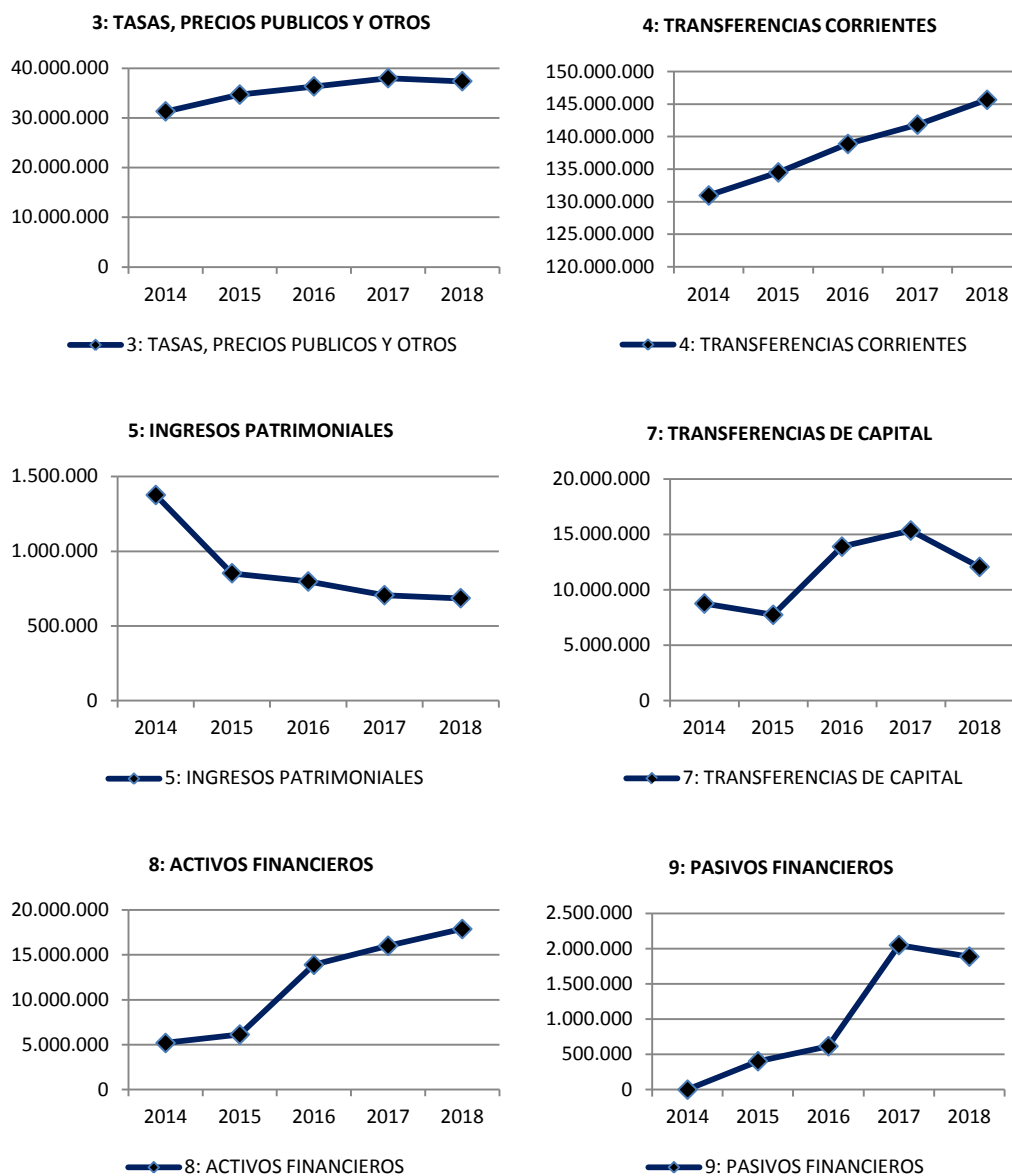 3: TASAS, PRECIOS PUBLICOS Y OTROS
40.000.000
30.000.000
20.000.000
10.000.000
0
2014 2015 2016 2017 2018
3: TASAS, PRECIOS PUBLICOS Y OTROS
4: TRANSFERENCIAS CORRIENTES
150.000.000
145.000.000
140.000.000
135.000.000
130.000.000
125.000.000
120.000.000
2014 2015 2016 2017 2018
4: TRANSFERENCIAS CORRIENTES
5: INGRESOS PATRIMONIALES
1.500.000
1.000.000
500.000
0
2014 2015 2016 2017 2018
5: INGRESOS PATRIMONIALES
7: TRANSFERENCIAS DE CAPITAL
20.000.000
15.000.000
10.000.000
5.000.000
0
2014 2015 2016 2017 2018
7: TRANSFERENCIAS DE CAPITAL
8: ACTIVOS FINANCIEROS
20.000.000
15.000.000
10.000.000
5.000.000
0
2014 2015 2016 2017 2018
8: ACTIVOS FINANCIEROS
9: PASIVOS FINANCIEROS
2.500.000
2.000.000
1.500.000
1.000.000
500.000
0
2014 2015 2016 2017 2018
9: PASIVOS FINANCIEROS